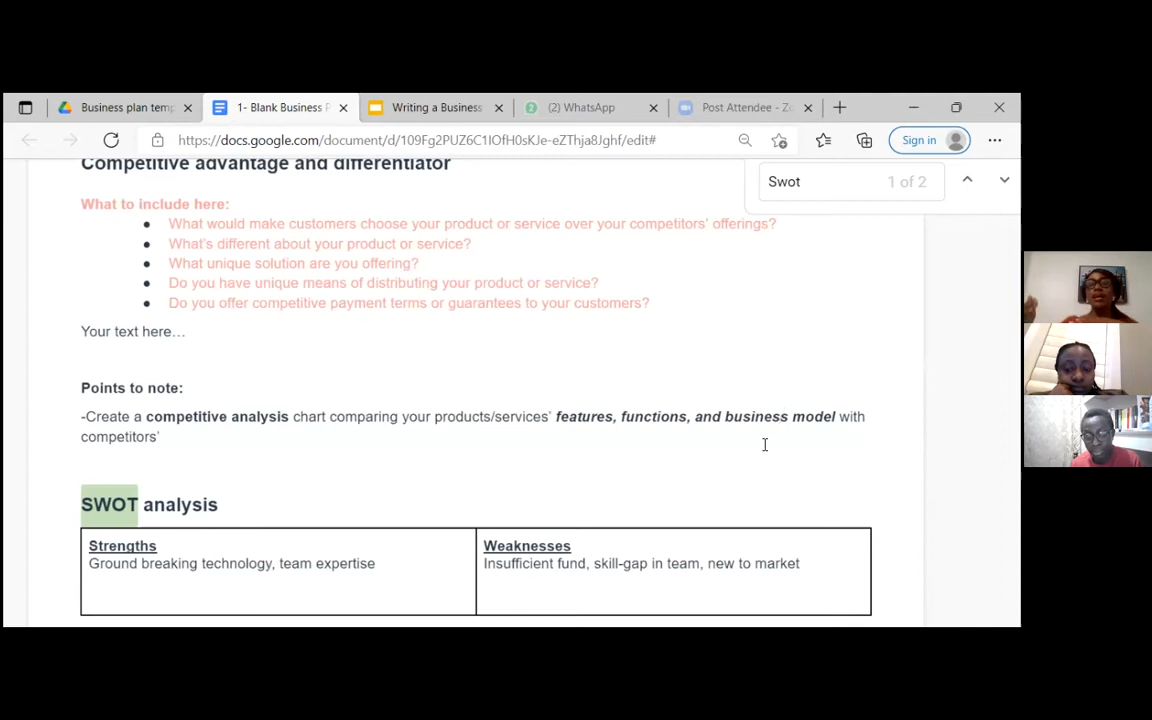 Business plan temp
1- Blank Business P
Writing a Business
(2) WhatsApp
Post Attendee - Zo
https://docs.google.com/document/d/109Fg2PUZ6C1IOfH0sKJe-eZThja8Jghf/edit#
Sign in
Competitive advantage and differentiator
Swot
1 of 2
What to include here:
What would make customers choose your product or service over your competitors' offerings?
What's different about your product or service?
What unique solution are you offering?
Do you have unique means of distributing your product or service?
Do you offer competitive payment terms or guarantees to your customers?
Your text here…
Points to note:
-Create a competitive analysis chart comparing your products/services' features, functions, and business model with
competitors'
SWOT analysis
Strengths
Ground breaking technology, team expertise
Weaknesses
Insufficient fund, skill-gap in team, new to market